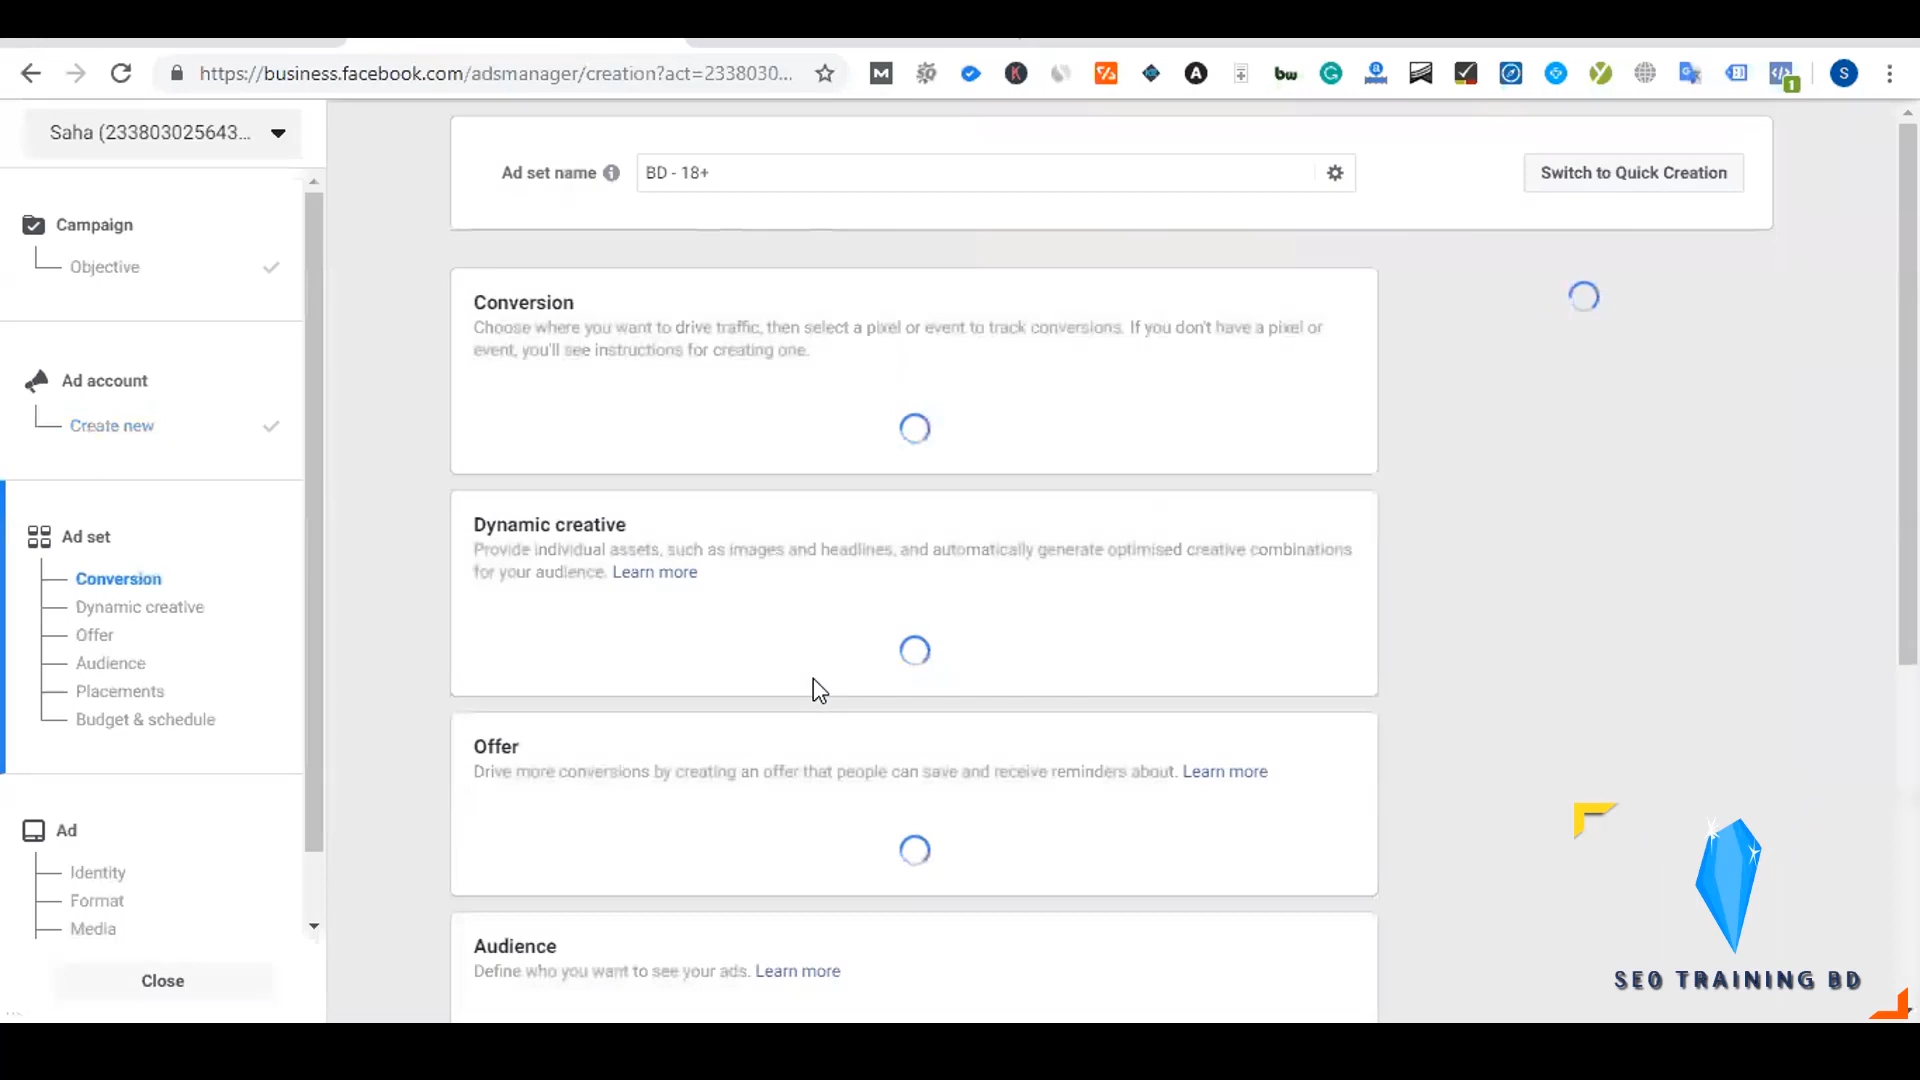 https://business.facebook.com/adsmanager/creation?act=2338030...
M
K
A
bw
G
a
1
S
Saha (233803025643...
Ad set name
BD - 18+
Switch to Quick Creation
Campaign
Objective
Ad account
Create new
Ad set
Conversion
Dynamic creative
Offer
Audience
Placements
Budget & schedule
Ad
Identity
Format
Media
Close
Conversion
Choose where you want to drive traffic, then select a pixel or event to track conversions. If you don't have a pixel or
event, you'll see instructions for creating one.
Dynamic creative
Provide individual assets, such as images and headlines, and automatically generate optimised creative combinations
for your audience. Learn more
Offer
Drive more conversions by creating an offer that people can save and receive reminders about. Learn more
Audience
Define who you want to see your ads. Learn more
SEO TRAINING BD